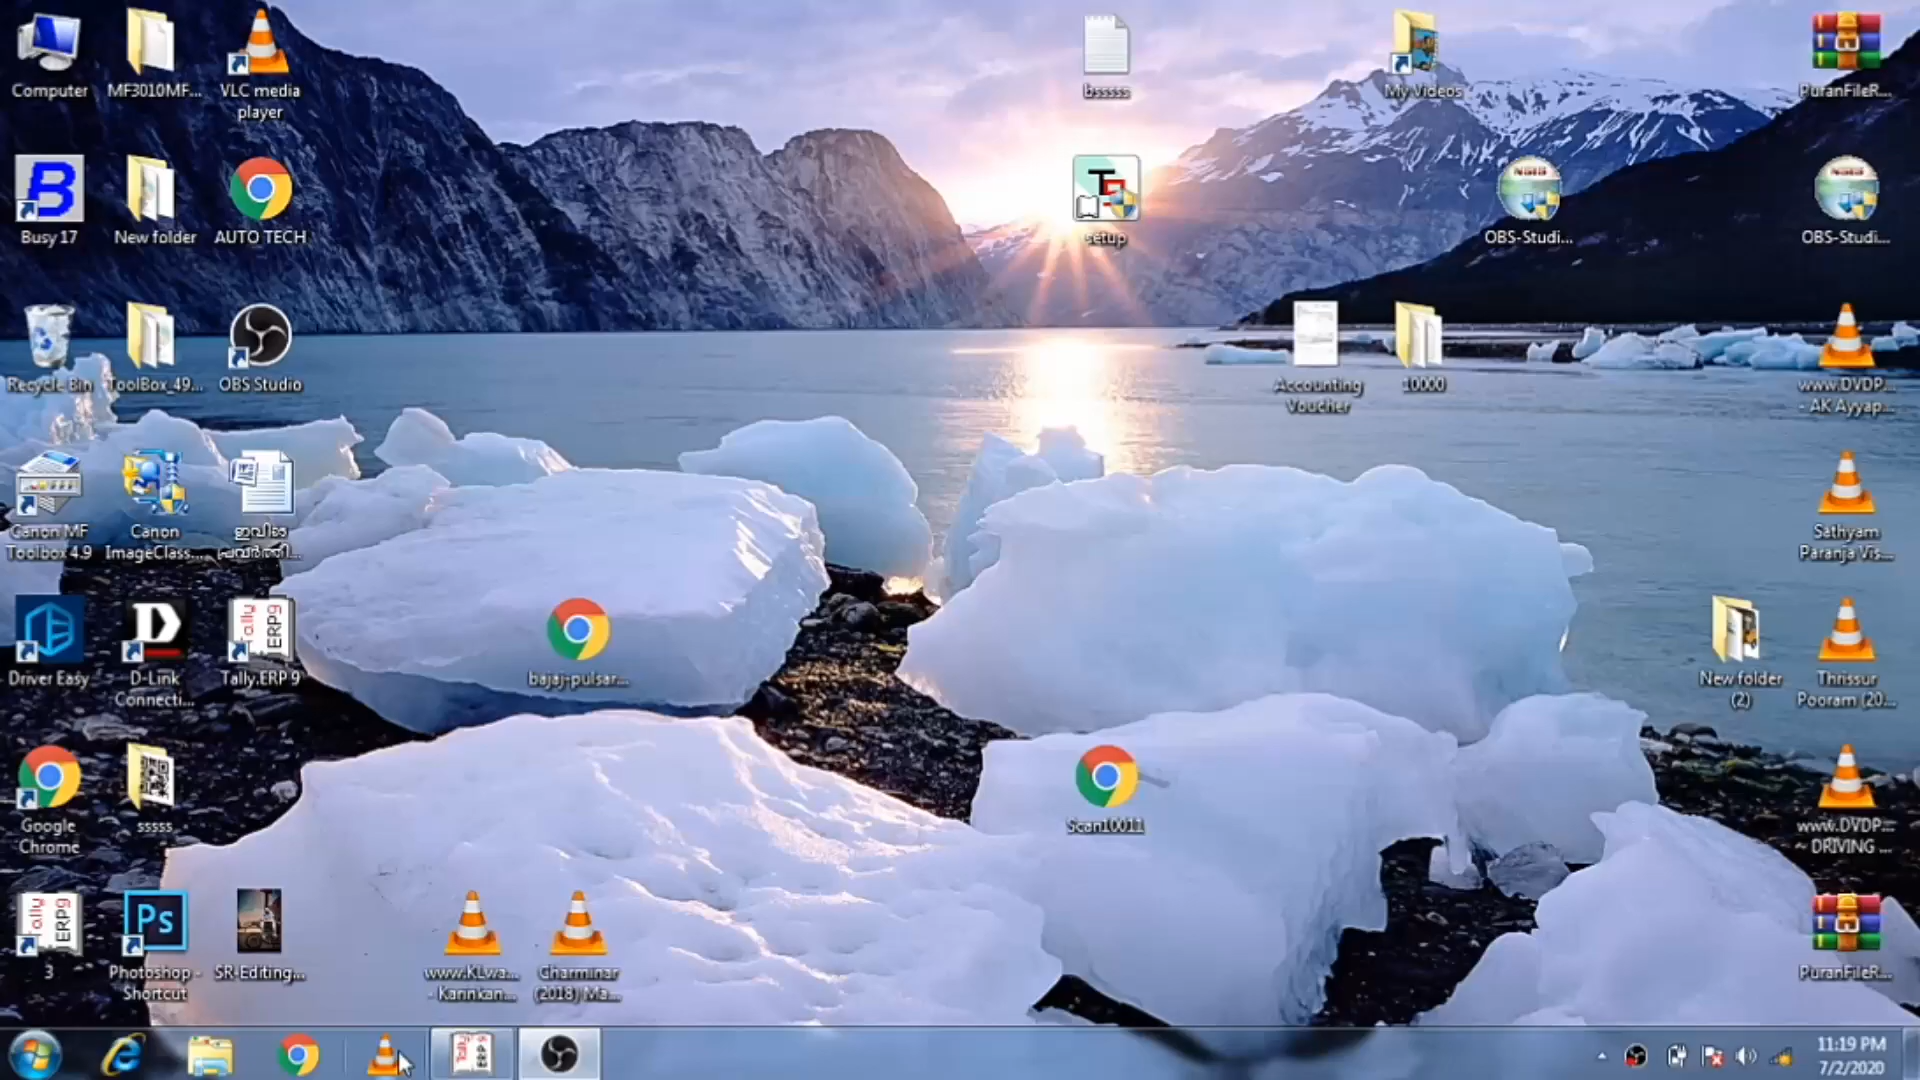 Computer
MF3010MF...
VLC media
player
bsssss
My Videos
PuranFileR...
Busy 17
New folder
AUTO TECH
setup
OBS-Studi...
OBS-Studi...
Recycle Bin
ToolBox_49...
OBS Studio
Accounting
Voucher
10000
www.DVDP...
- AK Ayyap...
Canon MF
Toolbox 4.9
Canon
ImageClass....
ഇവിടെ
പ്രവർത്തി...
Sathyam
Paranja Vis...
Driver Easy
D-Link
Connecti...
Tally.ERP 9
bajaj-pulsar...
New folder
(2)
Thrissur
Pooram (20...
Google
Chrome
sssss
Scan10011
www.DVDP...
~ DRIVING ...
3
Photoshop -
Shortcut
SR-Editing...
www.KLwa...
- Kannkan...
Charminar
(2018) Ma...
PuranFileR...
11:19 PM
7/2/2020